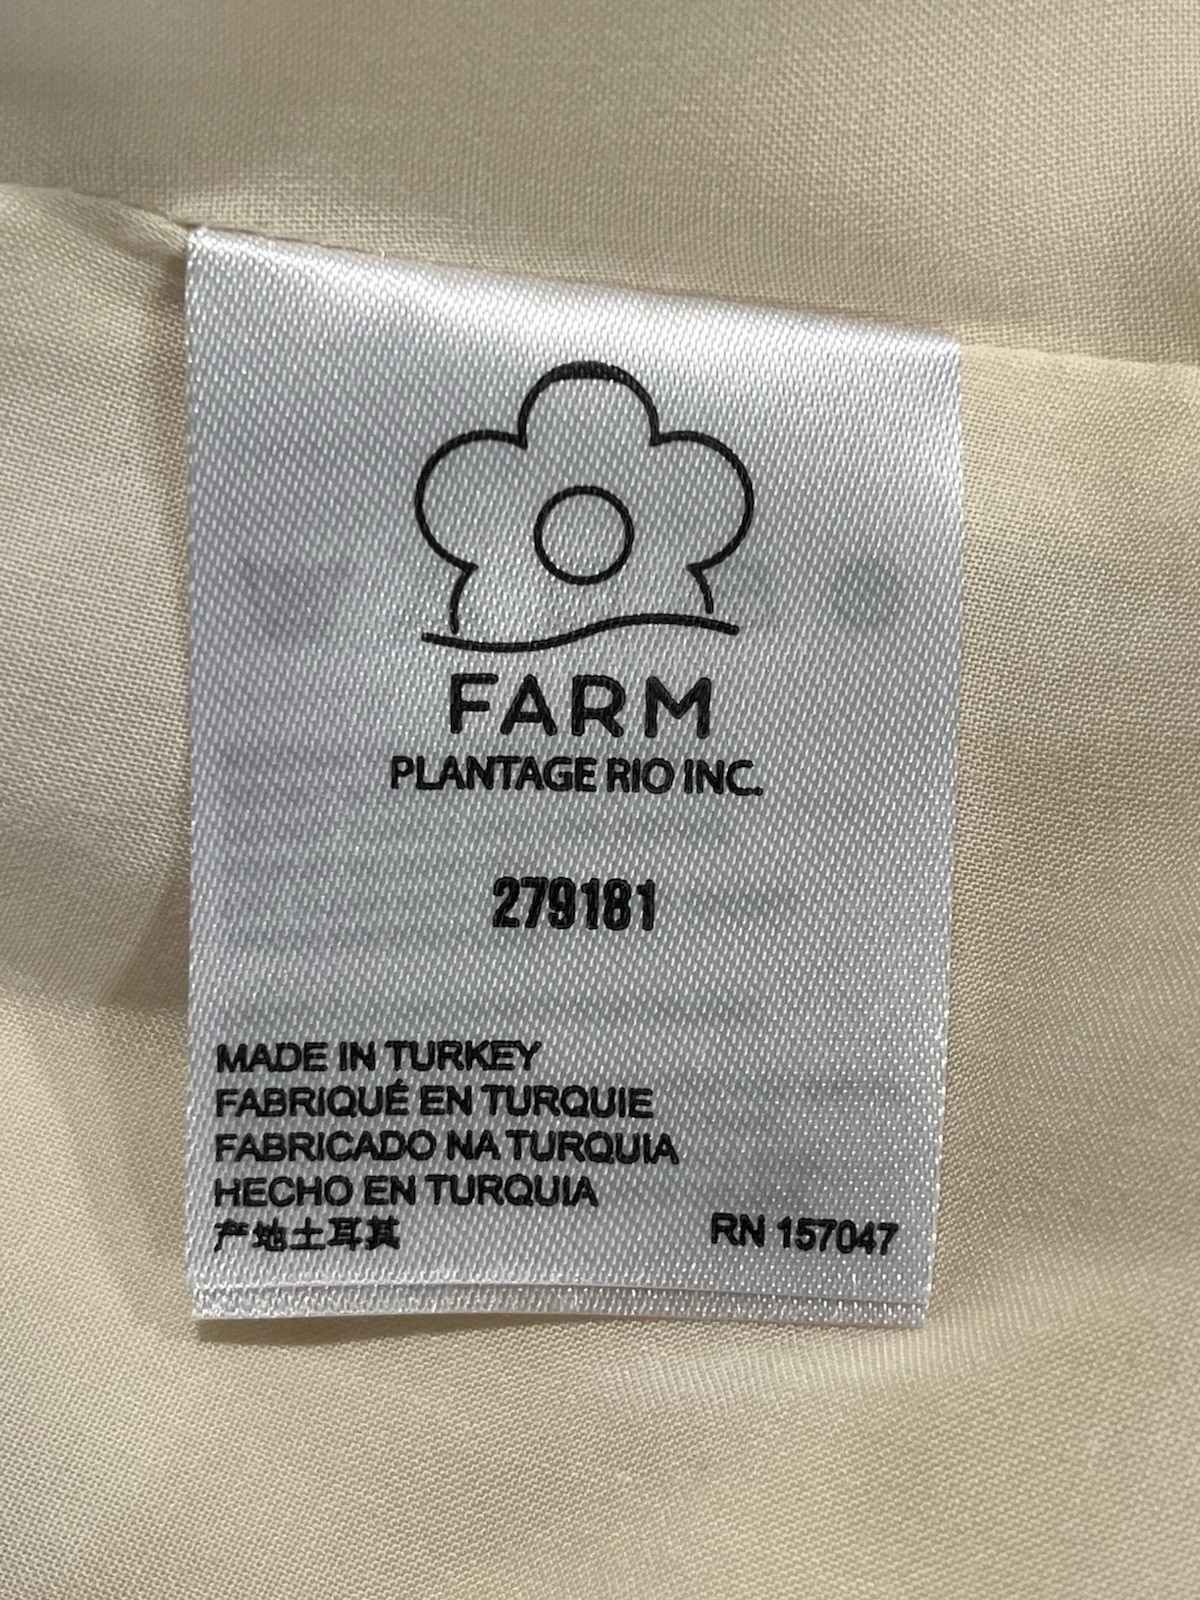 FARM
PLANTAGE RIO INC.
279181
MADE IN TURKEY
FABRIQUÉ EN TURQUIE
FABRICADO NA TURQUIA
HECHO EN TURQUIA
产地土耳其
RN 157047